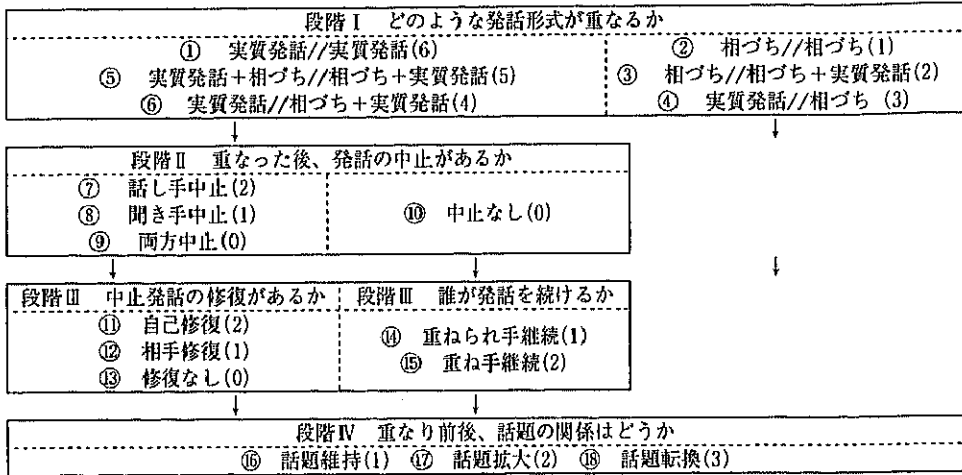 段階Ⅰ　どのような発話形式が重なるか
①　実質発話//実質発話(6)
⑤　実質発話+相づち//相づち+実質発話(5)
⑥　実質発話//相づち+実質発話(4)
②　相づち//相づち(1)
③　相づち//相づち+実質発話(2)
④　実質発話//相づち (3)
段階Ⅱ　重なった後、発話の中止があるか
⑦　話し手中止(2)
⑧　聞き手中止(1)
⑨　両方中止(0)
⑩　中止なし(0)
段階Ⅲ　中止発話の修復があるか
⑪　自己修復(2)
⑫　相手修復(1)
⑬　修復なし(0)
段階Ⅲ　誰が発話を続けるか
⑭　重ねられ手継続(1)
⑮　重ね手継続(2)
段階Ⅳ　重なり前後、話題の関係はどうか
⑯　話題維持(1)　⑰　話題拡大(2)　⑱　話題転換(3)